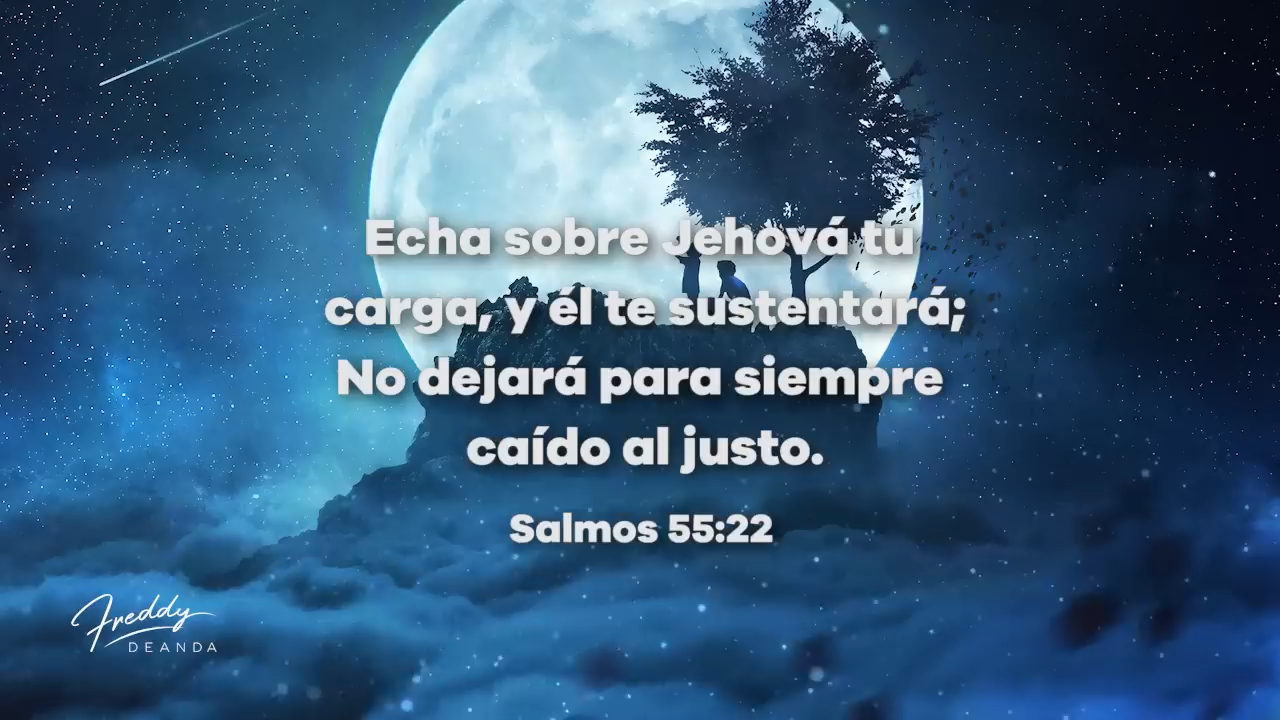 Echa sobre Jehová tu
carga, y él te sustentará;
No dejará para siempre
caído al justo.
Salmos 55:22
Freddy
DEANDA